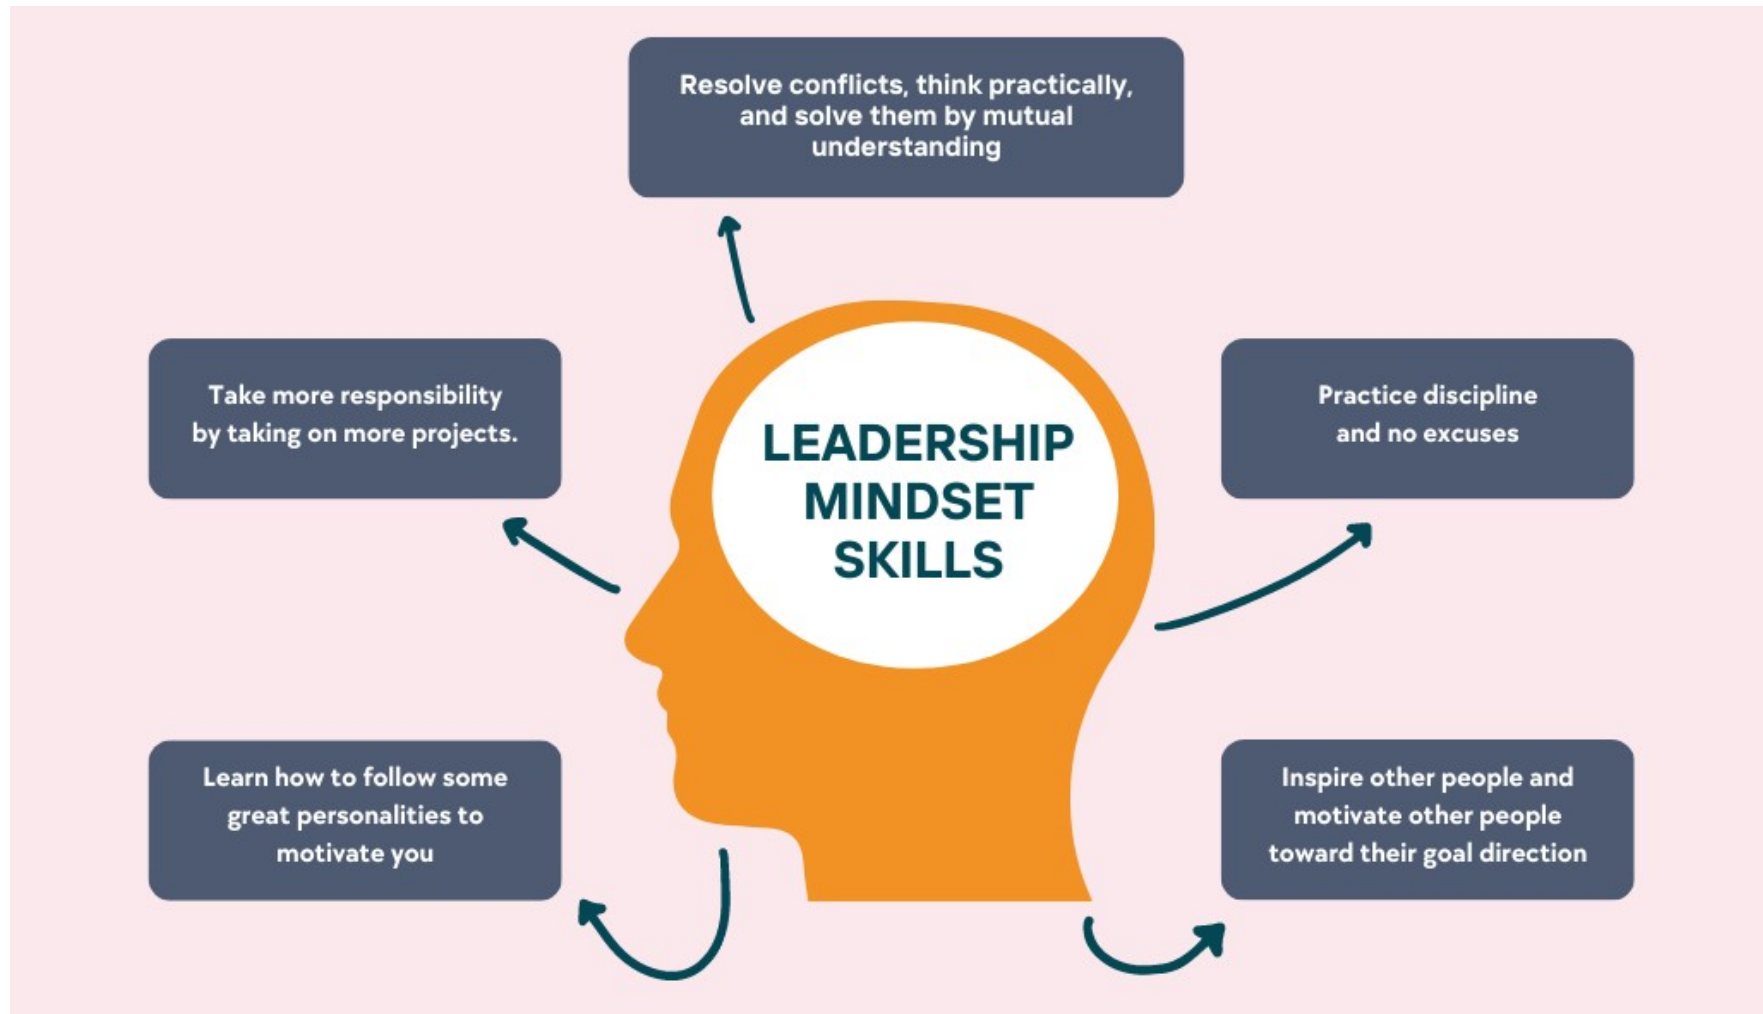 Resolve conflicts, think practically,
and solve them by mutual
understanding
Take more responsibility
by taking on more projects.
LEADERSHIP
MINDSET
SKILLS
Practice discipline
and no excuses
Learn how to follow some
great personalities to
motivate you
Inspire other people and
motivate other people
toward their goal direction